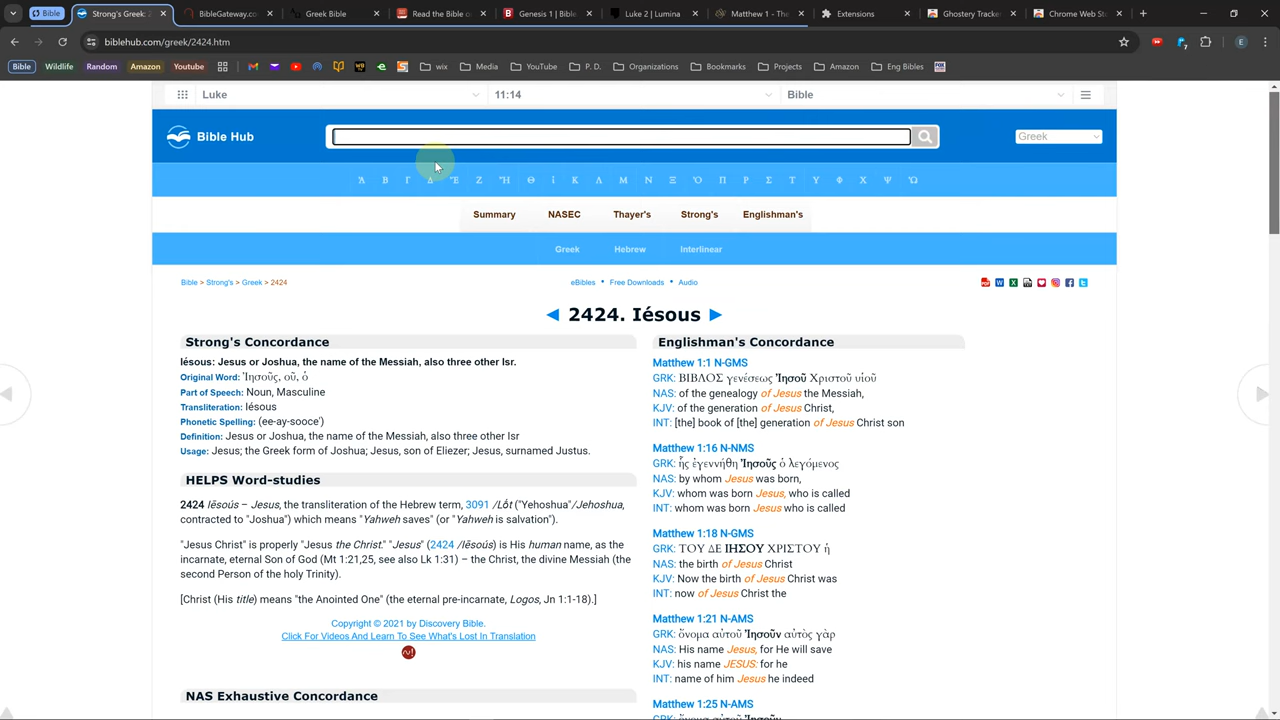 Bible
Strong's Greek:
BibleGateway.co
Greek Bible
Read the Bible
Genesis 1 | Bible
Luke 2 | Lumina
Matthew 1 - The
Extensions
Ghostery Tracke
Chrome Web St
biblehub.com/greek/2424.htm
E
Bible
Wildlife
Random
Amazon
Youtube
wix
Media
YouTube
P. D.
Organizations
Bookmarks
Projects
Amazon
Eng Bibles
Luke
11:14
Bible
Bible Hub
Greek
Ἀ Β Γ Δ Ἐ Ζ Ἡ Θ ἰ Κ Λ Μ Ν Ξ Ὀ Π Ρ Σ Τ Υ Φ Χ Ψ Ὠ
Summary NASEC Thayer's Strong's Englishman's
Greek Hebrew Interlinear
Bible > Strong's > Greek > 2424
eBibles • Free Downloads • Audio
◄ 2424. Iésous ►
Strong's Concordance
Iésous: Jesus or Joshua, the name of the Messiah, also three other Isr.
Original Word: Ἰησοῦς, οῦ, ὁ
Part of Speech: Noun, Masculine
Transliteration: Iésous
Phonetic Spelling: (ee-ay-sooce')
Definition: Jesus or Joshua, the name of the Messiah, also three other Isr
Usage: Jesus; the Greek form of Joshua; Jesus, son of Eliezer; Jesus, surnamed Justus.
HELPS Word-studies
2424 Iēsoús – Jesus, the transliteration of the Hebrew term, 3091 /Lṓt ("Yehoshua"/Jehoshua,
contracted to "Joshua") which means "Yahweh saves" (or "Yahweh is salvation").
"Jesus Christ" is properly "Jesus the Christ." "Jesus" (2424 /Iēsoús) is His human name, as the
incarnate, eternal Son of God (Mt 1:21,25, see also Lk 1:31) – the Christ, the divine Messiah (the
second Person of the holy Trinity).
[Christ (His title) means "the Anointed One" (the eternal pre-incarnate, Logos, Jn 1:1-18).]
Copyright © 2021 by Discovery Bible.
Click For Videos And Learn To See What's Lost In Translation
NAS Exhaustive Concordance
Englishman's Concordance
Matthew 1:1 N-GMS
GRK: ΒΙΒΛΟΣ γενέσεως Ἰησοῦ Χριστοῦ υἱοῦ
NAS: of the genealogy of Jesus the Messiah,
KJV: of the generation of Jesus Christ,
INT: [the] book of [the] generation of Jesus Christ son
Matthew 1:16 N-NMS
GRK: ἧς ἐγεννήθη Ἰησοῦς ὁ λεγόμενος
NAS: by whom Jesus was born,
KJV: whom was born Jesus, who is called
INT: whom was born Jesus who is called
Matthew 1:18 N-GMS
GRK: ΤΟΥ ΔΕ ΙΗΣΟΥ ΧΡΙΣΤΟΥ ἡ
NAS: the birth of Jesus Christ
KJV: Now the birth of Jesus Christ was
INT: now of Jesus Christ the
Matthew 1:21 N-AMS
GRK: ὄνομα αὐτοῦ Ἰησοῦν αὐτὸς γὰρ
NAS: His name Jesus, for He will save
KJV: his name JESUS: for he
INT: name of him Jesus he indeed
Matthew 1:25 N-AMS